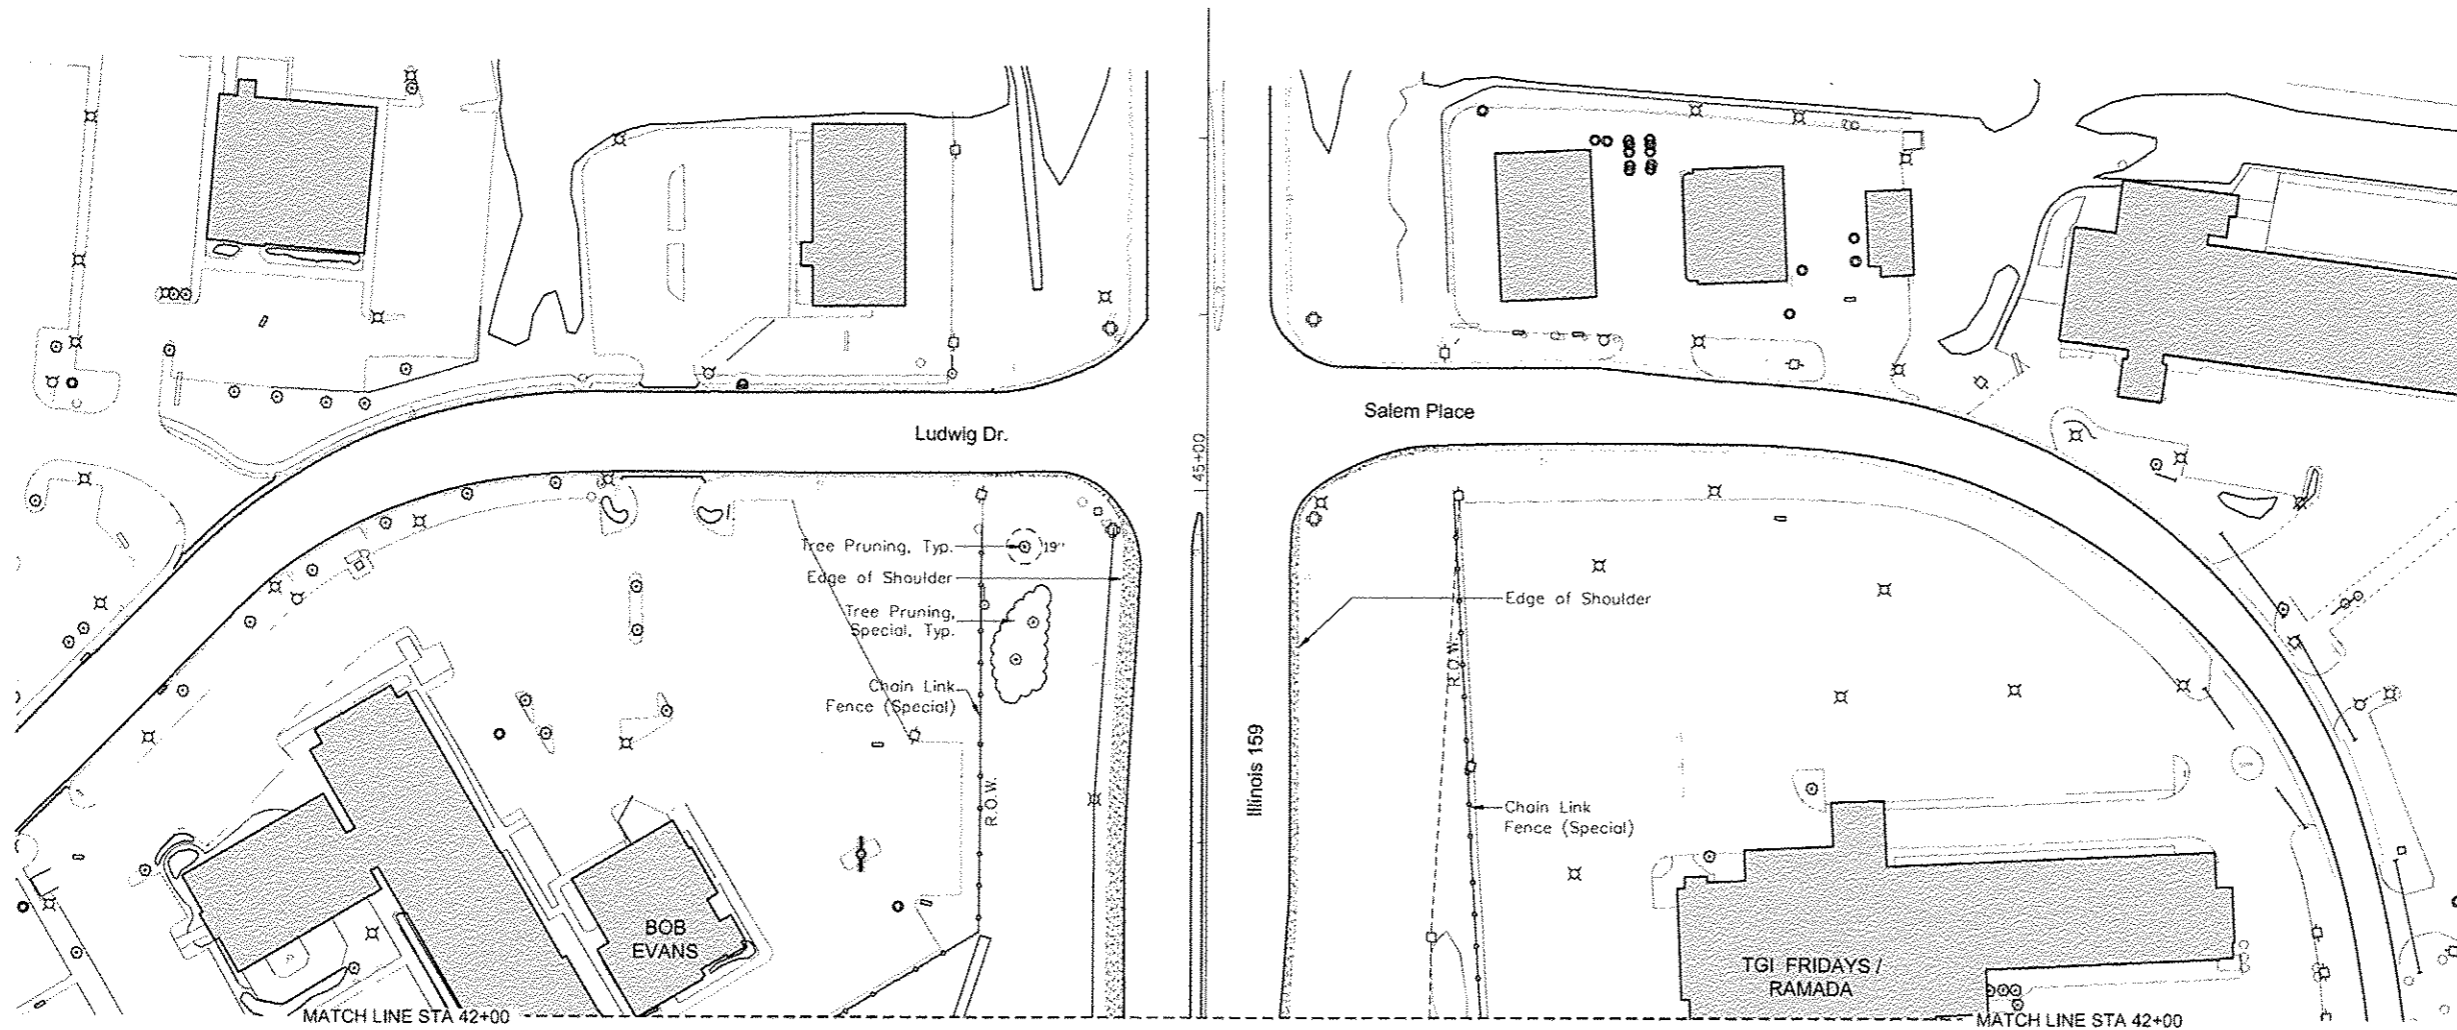 Salem Place
Ludwig Dr.
45+00
Tree Pruning, Typ.
19"
Edge of Shoulder
Tree Pruning,
Special, Typ.
Chain Link
Fence (Special)
R.O.W.
Illinois 159
R.O.W.
Edge of Shoulder
Chain Link
Fence (Special)
BOB
EVANS
TGI FRIDAYS /
RAMADA
MATCH LINE STA 42+00
MATCH LINE STA 42+00